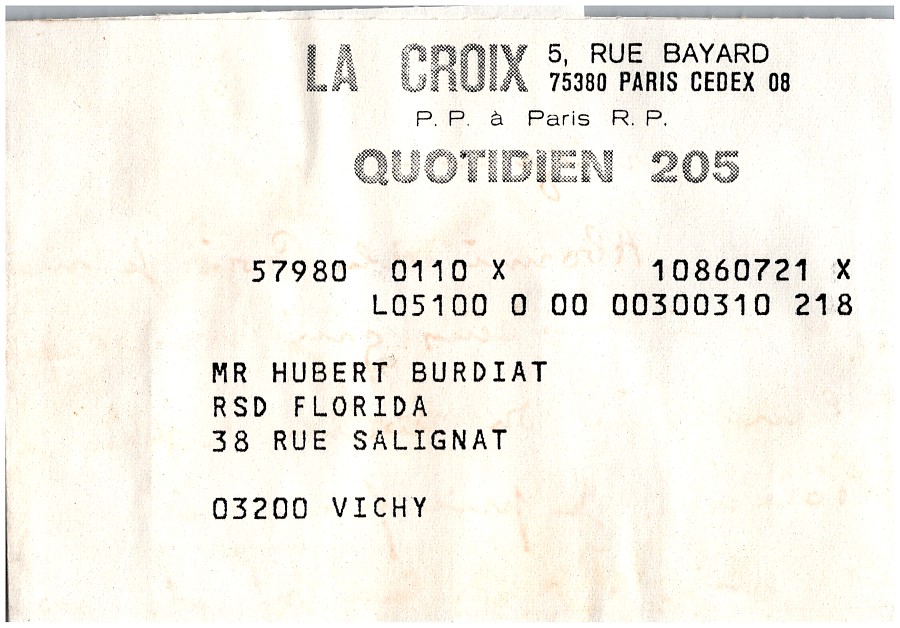 LA CROIX 5, RUE BAYARD
75380 PARIS CEDEX 08
P. P. à Paris R. P.
QUOTIDIEN 205
57980 0110 X 10860721 X
L05100 0 00 00300310 218
MR HUBERT BURDIAT
RSD FLORIDA
38 RUE SALIGNAT
03200 VICHY